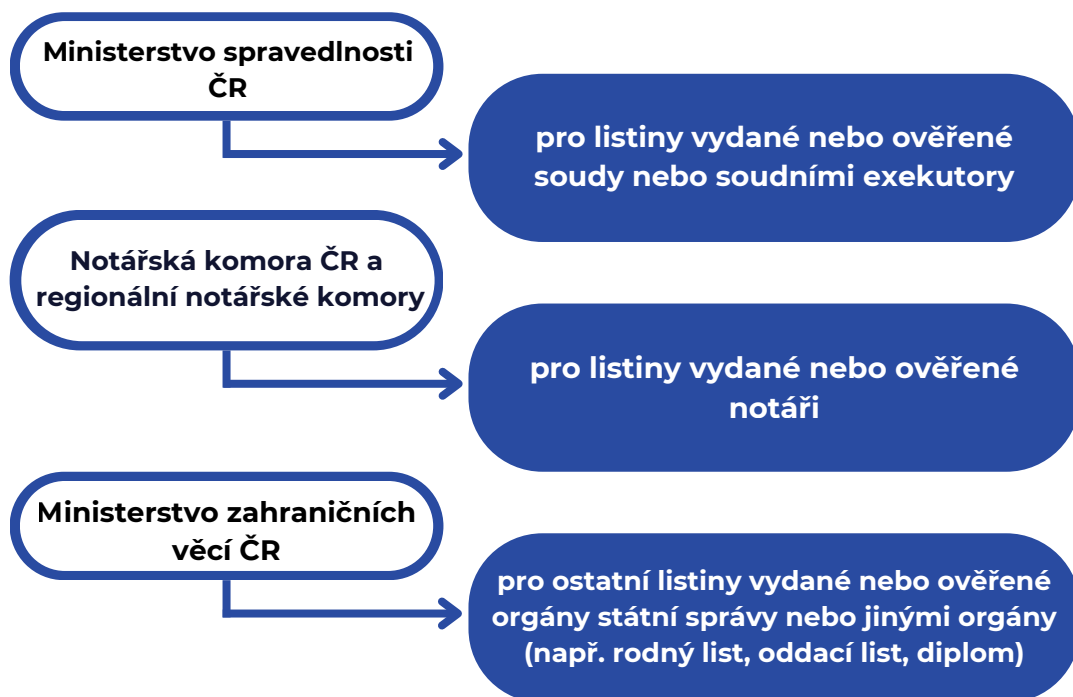 Ministerstvo spravedlnosti
ČR
pro listiny vydané nebo ověřené
soudy nebo soudními exekutory
Notářská komora ČR a
regionální notářské komory
pro listiny vydané nebo ověřené
notáři
Ministerstvo zahraničních
věcí ČR
pro ostatní listiny vydané nebo ověřené
orgány státní správy nebo jinými orgány
(např. rodný list, oddací list, diplom)